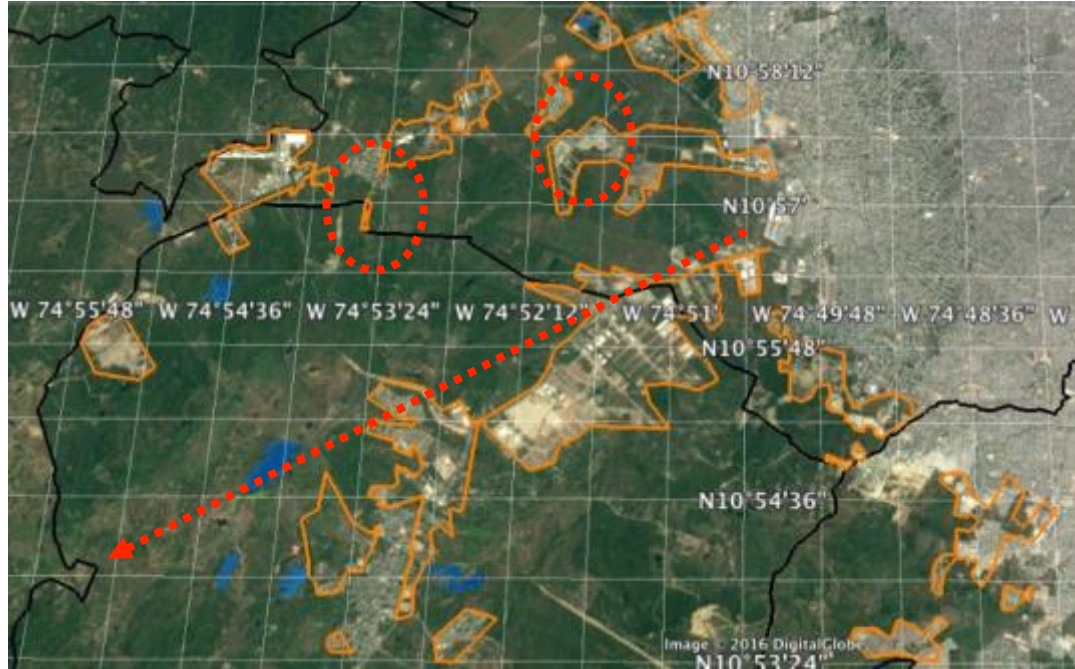 N10°58'12"
N10°57'
W 74°55'48" W 74°54'36" W 74°53'24" W 74°52'12" W 74°51' W 74°49'48" W 74°48'36" W
N10°55'48"
N10°54'36"
Image © 2016 DigitalGlobe
N10°53'24"